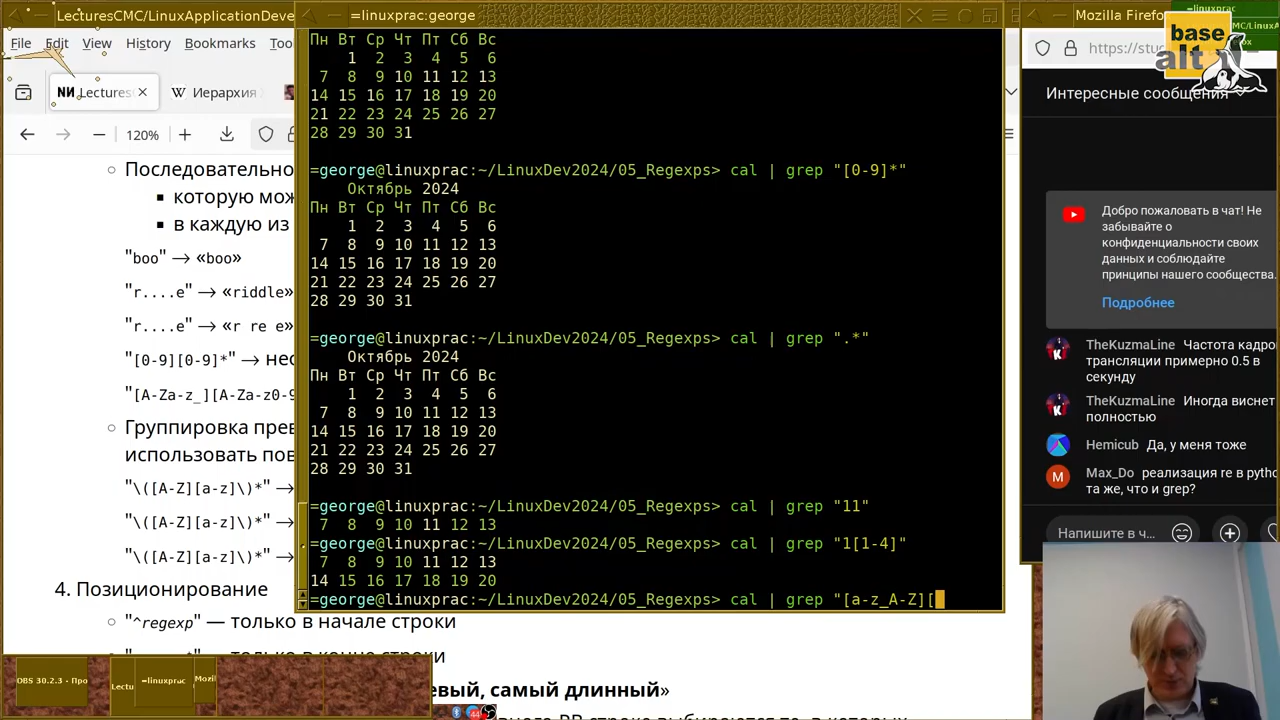 LecturesCMC/LinuxApplicationDeve
=linuxprac:george
Mozilla Firefo
=linuxprac
CMC/LinuxA
base
alt
File Edit View History Bookmarks Too
Lectures
W Иерархия
https://stu
120%
Интересные сообщения
Последовательно
которую мож
в каждую из
"boo" → «boo»
"r....e" → «riddle»
"r....e" → «r re e»
"[0-9][0-9]*" → нес
"[A-Za-z_][A-Za-z0-9
Группировка прев
использовать пов
"\([A-Z][a-z]\)*" →
"\([A-Z][a-z]\)*" →
"\([A-Z][a-z]\)*" →
4. Позиционирование
"^regexp" — только в начале строки
— только в конце строки
евый, самый длинный»
Пн Вт Ср Чт Пт Сб Вс
1 2 3 4 5 6
7 8 9 10 11 12 13
14 15 16 17 18 19 20
21 22 23 24 25 26 27
28 29 30 31
=george@linuxprac:~/LinuxDev2024/05_Regexps> cal | grep "[0-9]*"
Октябрь 2024
Пн Вт Ср Чт Пт Сб Вс
1 2 3 4 5 6
7 8 9 10 11 12 13
14 15 16 17 18 19 20
21 22 23 24 25 26 27
28 29 30 31
=george@linuxprac:~/LinuxDev2024/05_Regexps> cal | grep ".*"
Октябрь 2024
Пн Вт Ср Чт Пт Сб Вс
1 2 3 4 5 6
7 8 9 10 11 12 13
14 15 16 17 18 19 20
21 22 23 24 25 26 27
28 29 30 31
=george@linuxprac:~/LinuxDev2024/05_Regexps> cal | grep "11"
7 8 9 10 11 12 13
=george@linuxprac:~/LinuxDev2024/05_Regexps> cal | grep "1[1-4]"
7 8 9 10 11 12 13
14 15 16 17 18 19 20
=george@linuxprac:~/LinuxDev2024/05_Regexps> cal | grep "[a-z_A-Z][
Добро пожаловать в чат! Не
забывайте о
конфиденциальности своих
данных и соблюдайте
принципы нашего сообщества.
Подробнее
TheKuzmaLine Частота кадро
трансляции примерно 0.5 в
секунду
TheKuzmaLine Иногда виснет
полностью
Hemicub Да, у меня тоже
Max_Do реализация re в pytho
та же, что и grep?
Напишите в ч
OBS 30.2.3 - Про
Lectu
=linuxprac
Mozil